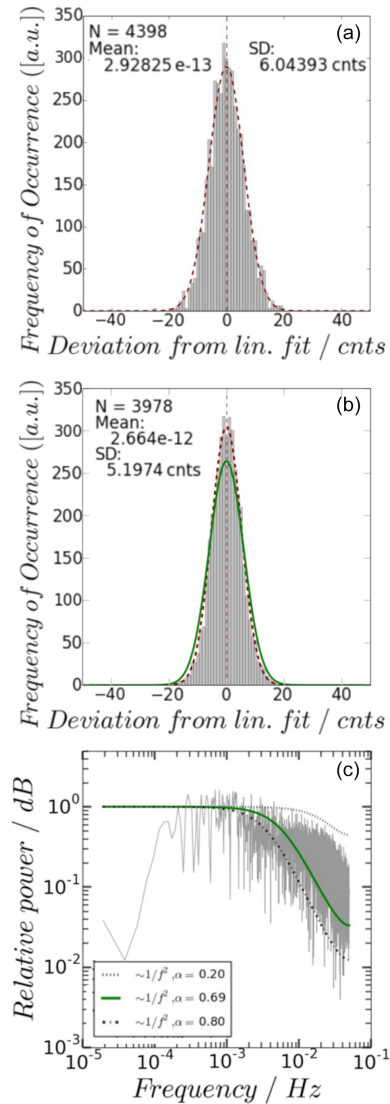 (a)
N = 4398
Mean: SD:
2.92825 e-13 6.04393 cnts
Frequency of Occurrence ([a.u.])
350
300
250
200
150
100
50
0
−40 −20 0 20 40
Deviation from lin. fit / cnts
(b)
N = 3978
Mean:
2.664e-12
SD:
5.1974 cnts
Frequency of Occurrence ([a.u.])
350
300
250
200
150
100
50
0
−40 −20 0 20 40
Deviation from lin. fit / cnts
(c)
Relative power / dB
10^0
10^-1
10^-2
10^-3
~1/f^2, α= 0.20
~1/f^2, α= 0.69
~1/f^2, α= 0.80
10^-5 10^-4 10^-3 10^-2 10^-1
Frequency / Hz